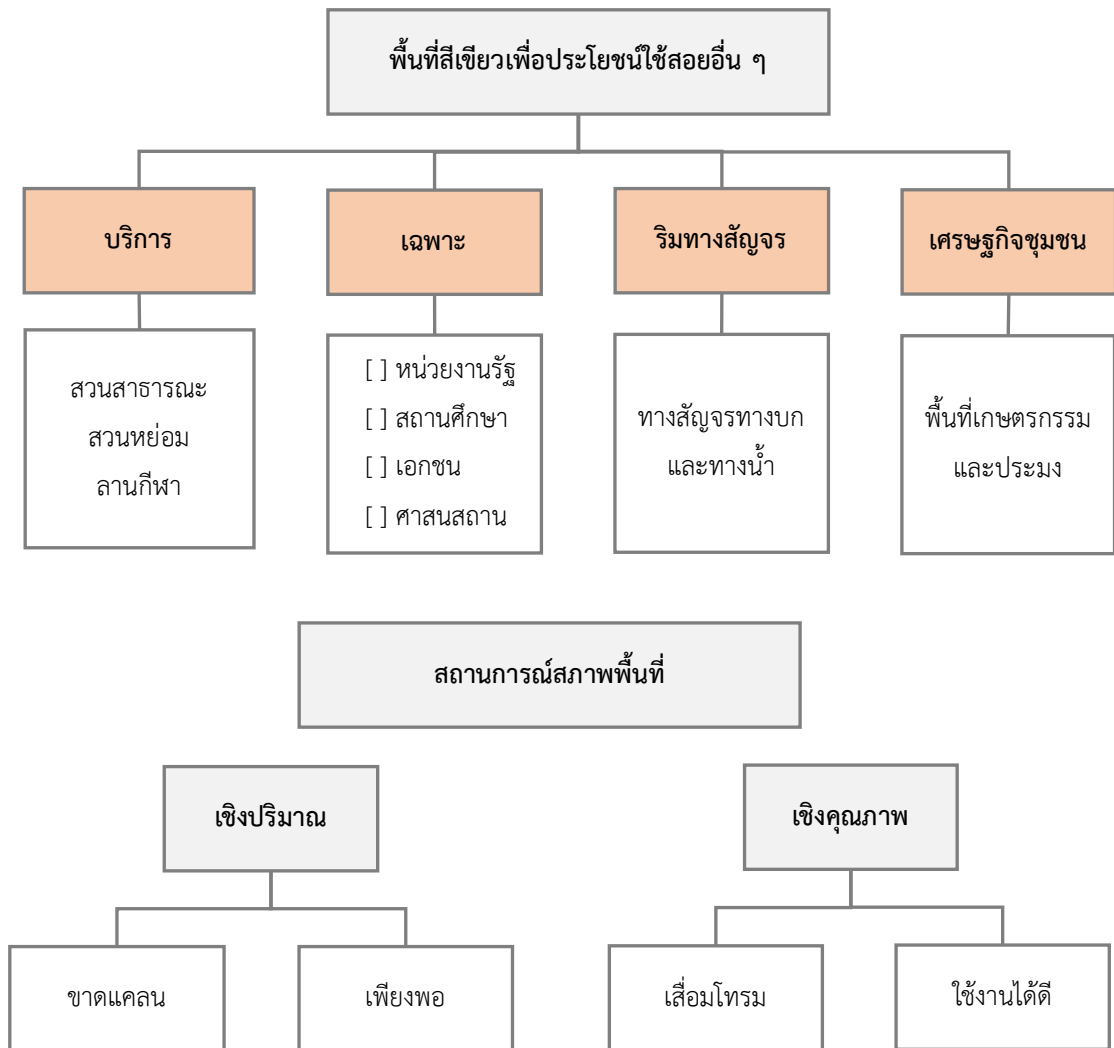 พื้นที่สีเขียวเพื่อประโยชน์ใช้สอยอื่น ๆ
บริการ
เฉพาะ
ริมทางสัญจร
เศรษฐกิจชุมชน
สวนสาธารณะ
สวนหย่อม
ลานกีฬา
[ ] หน่วยงานรัฐ
[ ] สถานศึกษา
[ ] เอกชน
[ ] ศาสนสถาน
ทางสัญจรทางบก
และทางน้ำ
พื้นที่เกษตรกรรม
และประมง
สถานการณ์สภาพพื้นที่
เชิงปริมาณ
เชิงคุณภาพ
ขาดแคลน
เพียงพอ
เสื่อมโทรม
ใช้งานได้ดี